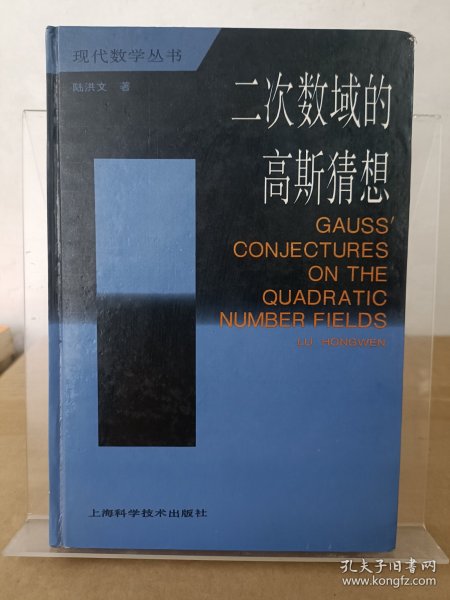 现代数学丛书
陆洪文 著
二次数域的
高斯猜想
GAUSS'
CONJECTURES
ON THE
QUADRATIC
NUMBER FIELDS
LU HONGWEN
上海科学技术出版社
孔夫子旧书网
www.kongfz.com